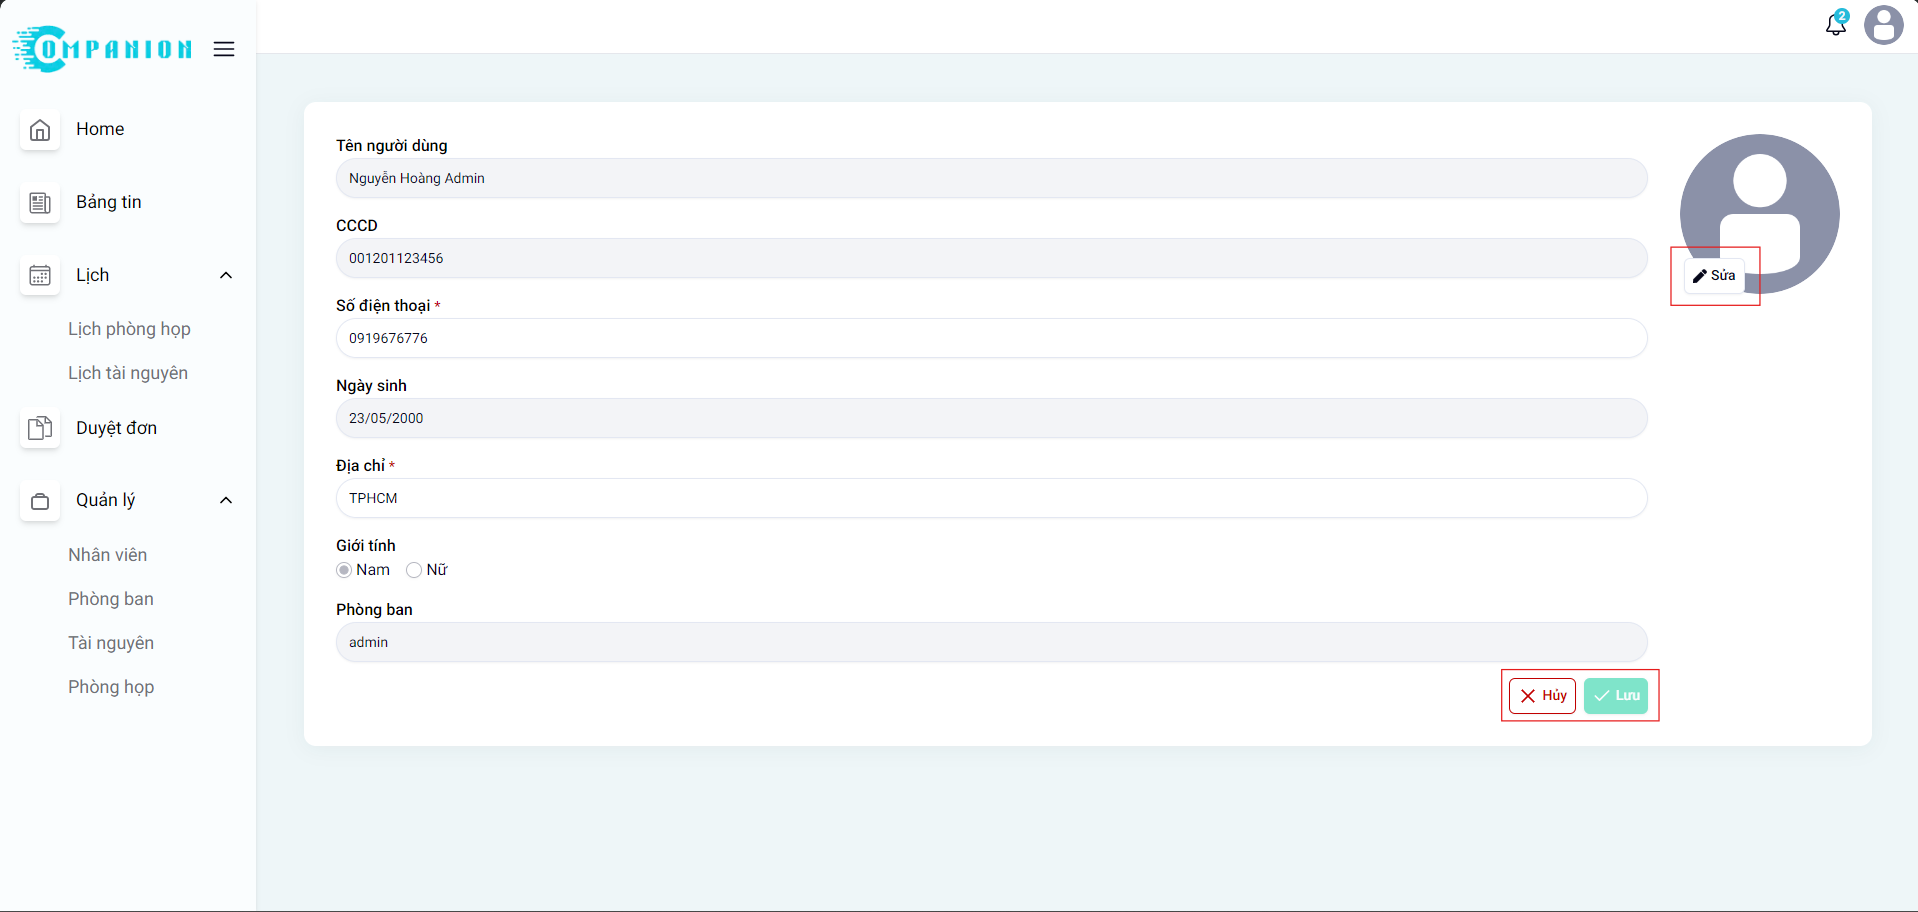 COMPANION
2
Home
Bảng tin
Lịch
Lịch phòng họp
Lịch tài nguyên
Duyệt đơn
Quản lý
Nhân viên
Phòng ban
Tài nguyên
Phòng họp
Tên người dùng
Nguyễn Hoàng Admin
CCCD
001201123456
Số điện thoại *
0919676776
Ngày sinh
23/05/2000
Địa chỉ *
TPHCM
Giới tính
Nam Nữ
Phòng ban
admin
Sửa
Hủy Lưu